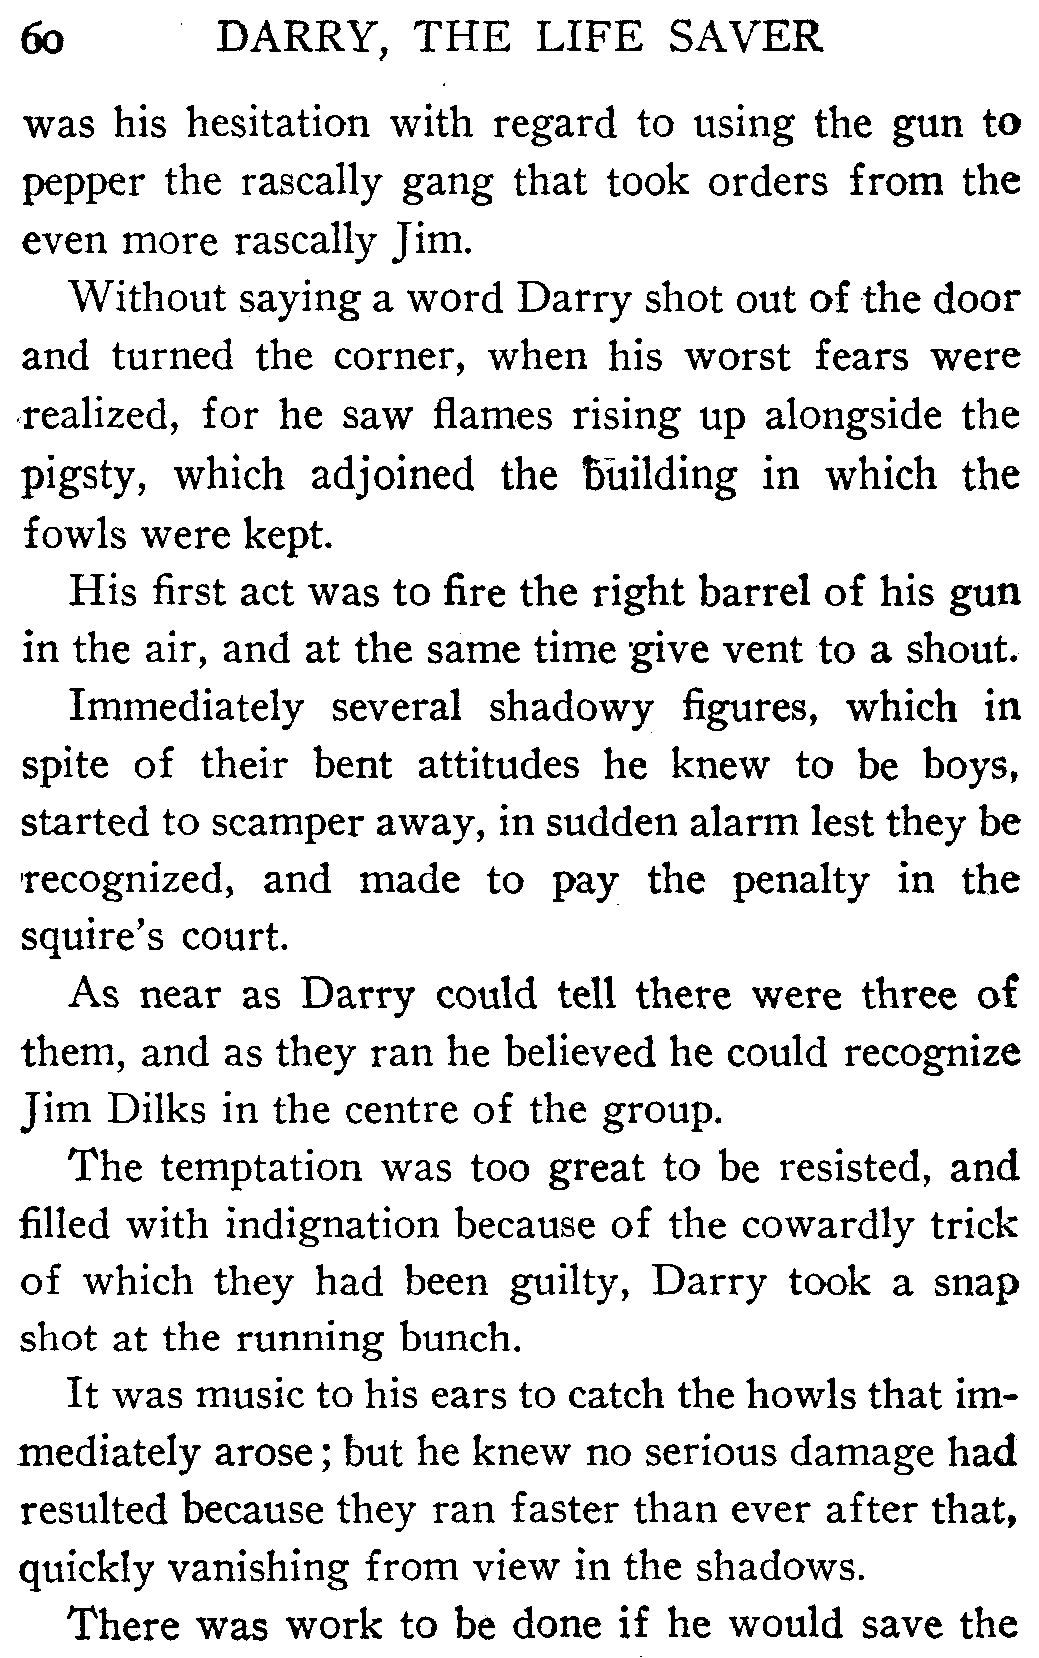 60 DARRY, THE LIFE SAVER
was his hesitation with regard to using the gun to
pepper the rascally gang that took orders from the
even more rascally Jim.
Without saying a word Darry shot out of the door
and turned the corner, when his worst fears were
realized, for he saw flames rising up alongside the
pigsty, which adjoined the building in which the
fowls were kept.
His first act was to fire the right barrel of his gun
in the air, and at the same time give vent to a shout.
Immediately several shadowy figures, which in
spite of their bent attitudes he knew to be boys,
started to scamper away, in sudden alarm lest they be
recognized, and made to pay the penalty in the
squire's court.
As near as Darry could tell there were three of
them, and as they ran he believed he could recognize
Jim Dilks in the centre of the group.
The temptation was too great to be resisted, and
filled with indignation because of the cowardly trick
of which they had been guilty, Darry took a snap
shot at the running bunch.
It was music to his ears to catch the howls that im-
mediately arose; but he knew no serious damage had
resulted because they ran faster than ever after that,
quickly vanishing from view in the shadows.
There was work to be done if he would save the